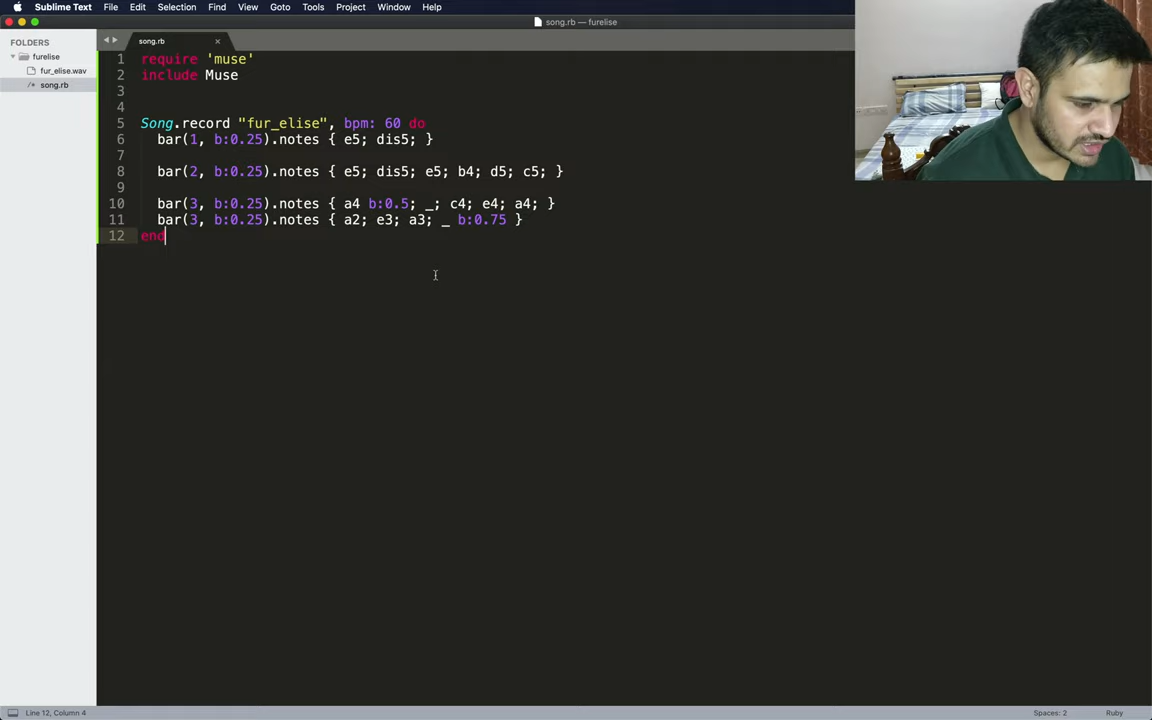 Sublime Text File Edit Selection Find View Goto Tools Project Window Help
song.rb — furelise
FOLDERS
furelise
fur_elise.wav
/* song.rb
song.rb ×
1 require 'muse'
2 include Muse
3
4
5 Song.record "fur_elise", bpm: 60 do
6 bar(1, b:0.25).notes { e5; dis5; }
7
8 bar(2, b:0.25).notes { e5; dis5; e5; b4; d5; c5; }
9
10 bar(3, b:0.25).notes { a4 b:0.5; _; c4; e4; a4; }
11 bar(3, b:0.25).notes { a2; e3; a3; _ b:0.75 }
12 end
Line 12, Column 4
Spaces: 2
Ruby